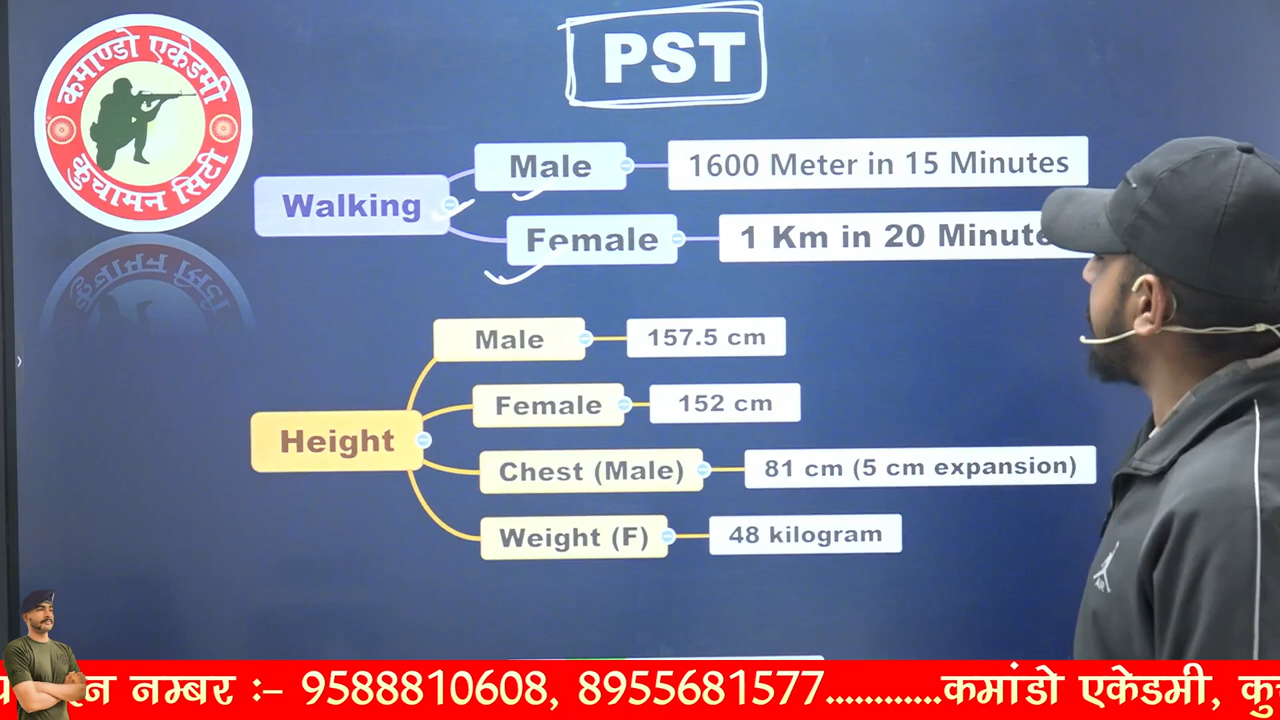 कमाण्डो एकेडमी
कुचामन सिटी
PST
Walking
Male
1600 Meter in 15 Minutes
Female
1 Km in 20 Minute
Height
Male
157.5 cm
Female
152 cm
Chest (Male)
81 cm (5 cm expansion)
Weight (F)
48 kilogram
AIR
नम्बर :- 9588810608, 8955681577............कमांडो एकेडमी,